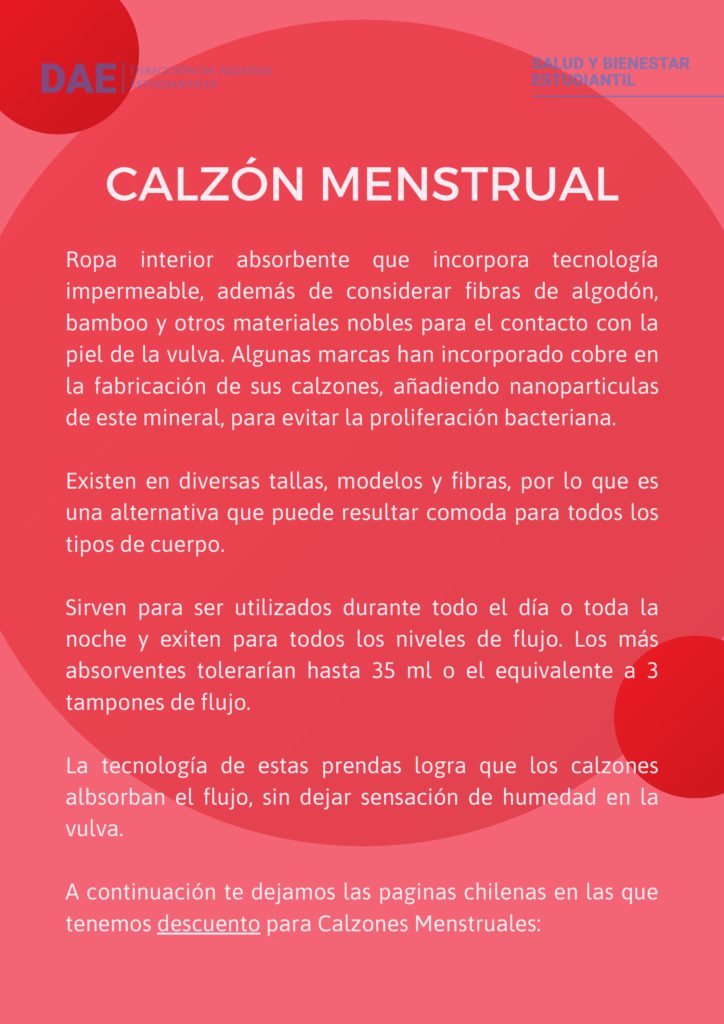 DAE
DIRECCIÓN DE ASUNTOS
ESTUDIANTILES
SALUD Y BIENESTAR
ESTUDIANTIL
CALZÓN MENSTRUAL
Ropa interior absorbente que incorpora tecnología
impermeable, además de considerar fibras de algodón,
bamboo y otros materiales nobles para el contacto con la
piel de la vulva. Algunas marcas han incorporado cobre en
la fabricación de sus calzones, añadiendo nanoparticulas
de este mineral, para evitar la proliferación bacteriana.
Existen en diversas tallas, modelos y fibras, por lo que es
una alternativa que puede resultar comoda para todos los
tipos de cuerpo.
Sirven para ser utilizados durante todo el día o toda la
noche y exiten para todos los niveles de flujo. Los más
absorventes tolerarían hasta 35 ml o el equivalente a 3
tampones de flujo.
La tecnología de estas prendas logra que los calzones
albsorban el flujo, sin dejar sensación de humedad en la
vulva.
A continuación te dejamos las paginas chilenas en las que
tenemos descuento para Calzones Menstruales: